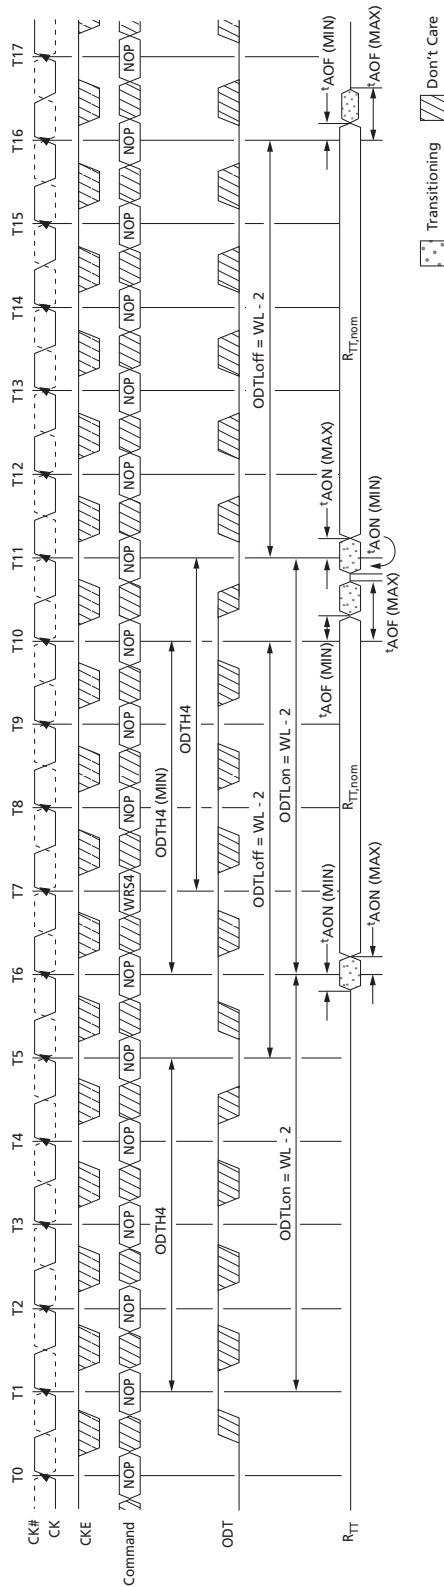 T0 T1 T2 T3 T4 T5 T6 T7 T8 T9 T10 T11 T12 T13 T14 T15 T16 T17
CK#
CK
CKE
Command
NOP NOP NOP NOP NOP NOP NOP WRS4 NOP NOP NOP NOP NOP NOP NOP NOP NOP NOP
ODTH4
ODTH4 (MIN)
ODTH4
ODT
ODTLoff = WL - 2
ODTLoff = WL - 2
ODTLon = WL - 2
ODTLon = WL - 2
tAON (MIN)
tAOF (MIN)
tAON (MAX)
tAOF (MIN)
RTT
RTT,nom
RTT,nom
tAON (MAX)
tAOF (MAX)
tAON (MIN)
tAOF (MAX)
Transitioning
Don't Care